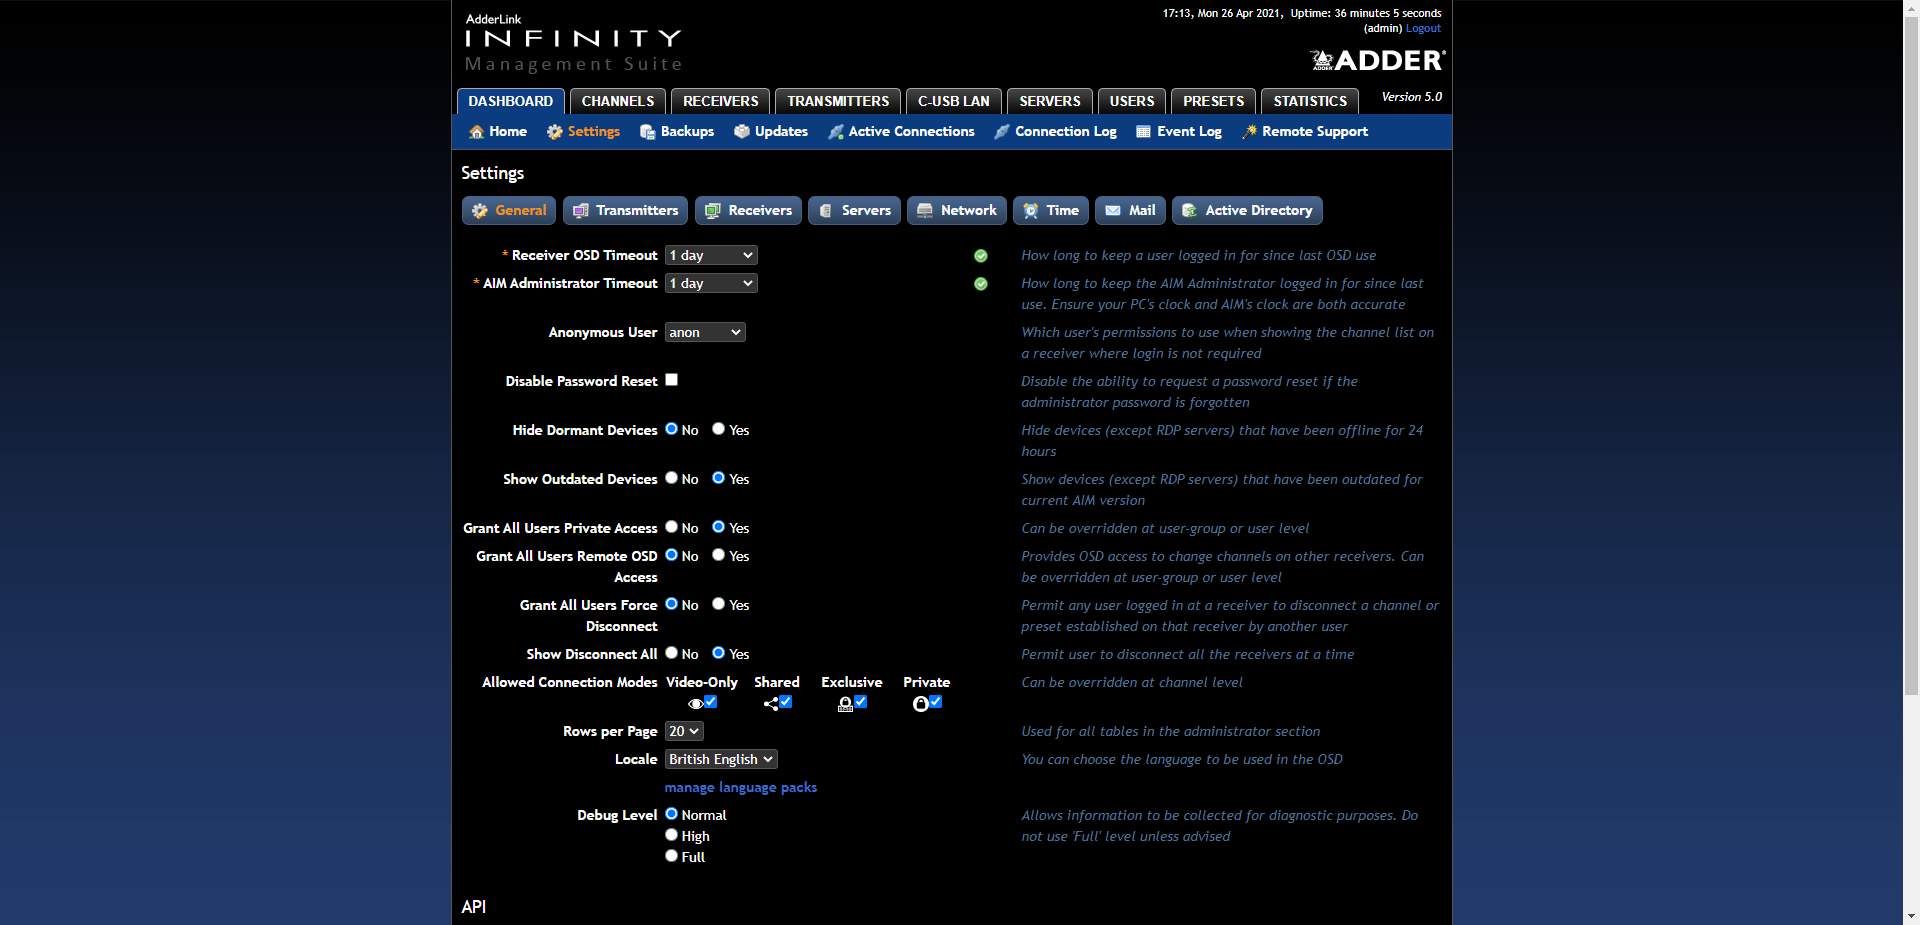 AdderLink
INFINITY
Management Suite
17:13, Mon 26 Apr 2021, Uptime: 36 minutes 5 seconds
(admin) Logout
ADDER ADDER®
DASHBOARD CHANNELS RECEIVERS TRANSMITTERS C-USB LAN SERVERS USERS PRESETS STATISTICS Version 5.0
Home Settings Backups Updates Active Connections Connection Log Event Log Remote Support
Settings
General Transmitters Receivers Servers Network Time Mail Active Directory
* Receiver OSD Timeout 1 day How long to keep a user logged in for since last OSD use
* AIM Administrator Timeout 1 day How long to keep the AIM Administrator logged in for since last
use. Ensure your PC's clock and AIM's clock are both accurate
Anonymous User anon Which user's permissions to use when showing the channel list on
a receiver where login is not required
Disable Password Reset Disable the ability to request a password reset if the
administrator password is forgotten
Hide Dormant Devices No Yes Hide devices (except RDP servers) that have been offline for 24
hours
Show Outdated Devices No Yes Show devices (except RDP servers) that have been outdated for
current AIM version
Grant All Users Private Access No Yes Can be overridden at user-group or user level
Grant All Users Remote OSD No Yes Provides OSD access to change channels on other receivers. Can
Access be overridden at user-group or user level
Grant All Users Force No Yes Permit any user logged in at a receiver to disconnect a channel or
Disconnect preset established on that receiver by another user
Show Disconnect All No Yes Permit user to disconnect all the receivers at a time
Allowed Connection Modes Video-Only Shared Exclusive Private Can be overridden at channel level
Rows per Page 20 Used for all tables in the administrator section
Locale British English You can choose the language to be used in the OSD
manage language packs
Debug Level Normal Allows information to be collected for diagnostic purposes. Do
High not use 'Full' level unless advised
Full
API